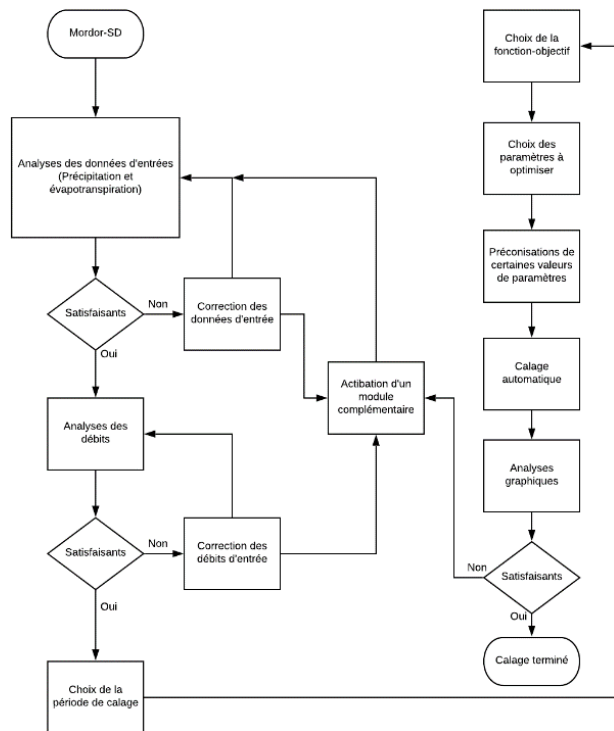 Mordor-SD
Analyses des données d'entrées
(Précipitation et
évapotranspiration)
Satisfaisants
Non
Correction des
données d'entrée
Oui
Analyses des
débits
Satisfaisants
Non
Correction des
débits d'entrée
Oui
Choix de la
période de calage
Actibation d'un
module
complémentaire
Choix de la
fonction-objectif
Choix des
paramètres à
optimiser
Préconisations de
certaines valeurs
de paramètres
Calage
automatique
Analyses
graphiques
Non
Satisfaisants
Oui
Calage terminé